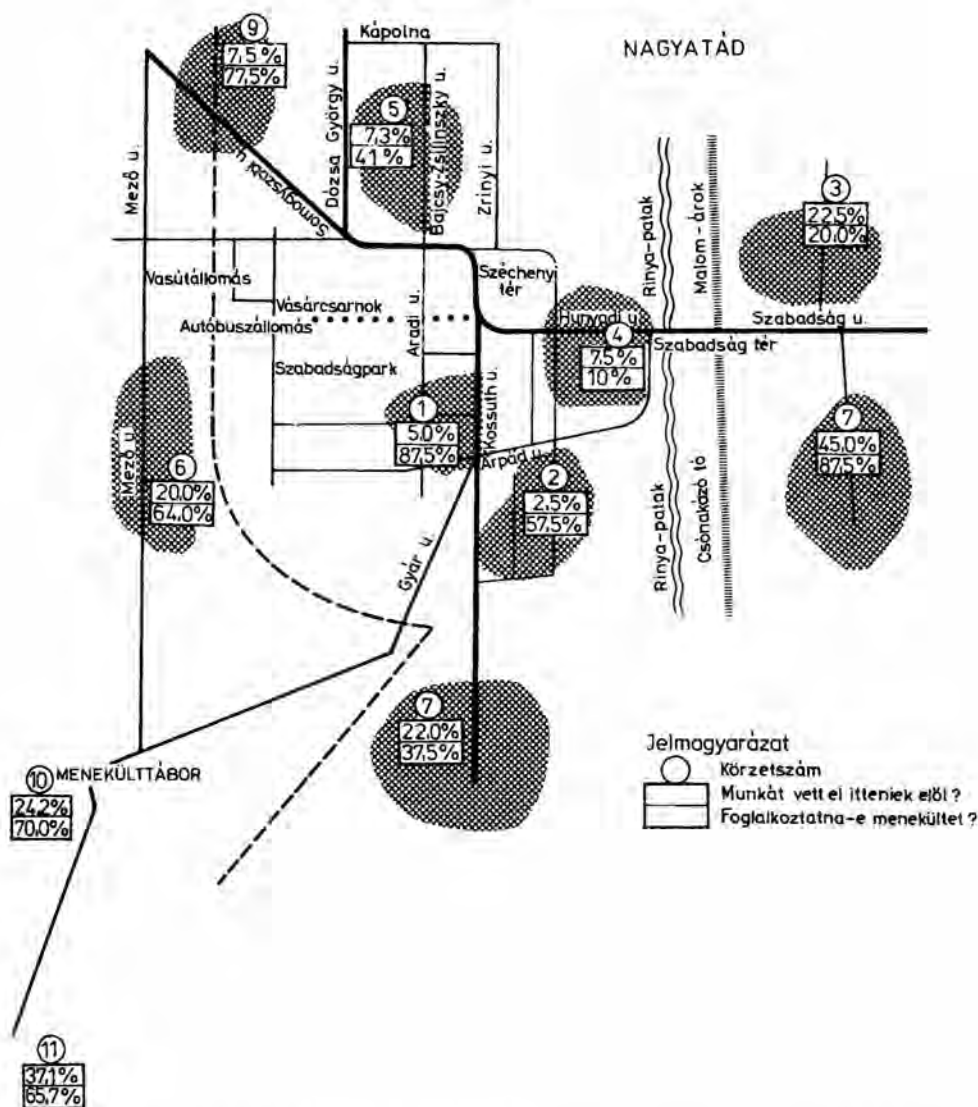 NAGYATÁD
9
7,5%
77,5%
Kápolna
5
7,3%
41%
Dózsa György u.
Bajcsy-Zsilinszky u.
Zrínyi u.
Mező u.
Somogyszobi u.
Rinya-patak
Malom-árok
3
22,5%
20,0%
Vasútállomás
Vásárcsarnok
Autóbuszállomás
Aradi u.
Széchenyi
tér
Hunyadi u.
Szabadság u.
Szabadság tér
4
7,5%
10%
Szabadságpark
1
5,0%
87,5%
Kossuth u.
Árpád u.
Mező u.
6
20,0%
64,0%
2
2,5%
57,5%
7
45,0%
87,5%
Gyár u.
Rinya-patak
Csónakázó tó
7
22,0%
37,5%
10
MENEKÜLTTÁBOR
24,2%
70,0%
11
37,1%
65,7%
Jelmagyarázat
Körzetszám
Munkát vett el itteniek elől?
Foglalkoztatna-e menekültet?